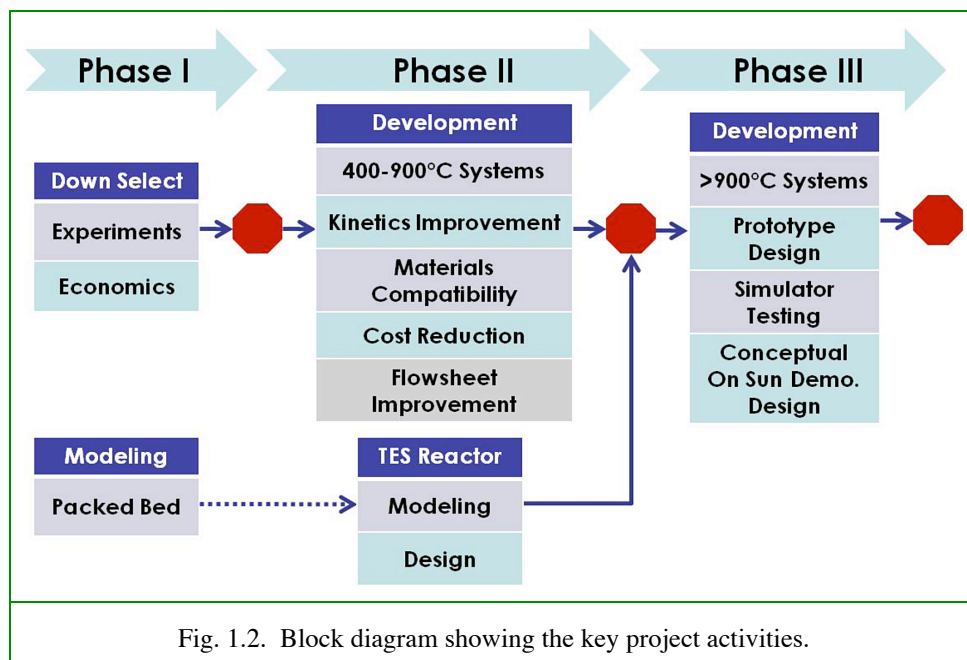 Phase I
Phase II
Phase III
Down Select
Experiments
Economics
Development
400-900°C Systems
Kinetics Improvement
Materials
Compatibility
Cost Reduction
Flowsheet
Improvement
Development
>900°C Systems
Prototype
Design
Simulator
Testing
Conceptual
On Sun Demo.
Design
Modeling
Packed Bed
TES Reactor
Modeling
Design
Fig. 1.2. Block diagram showing the key project activities.